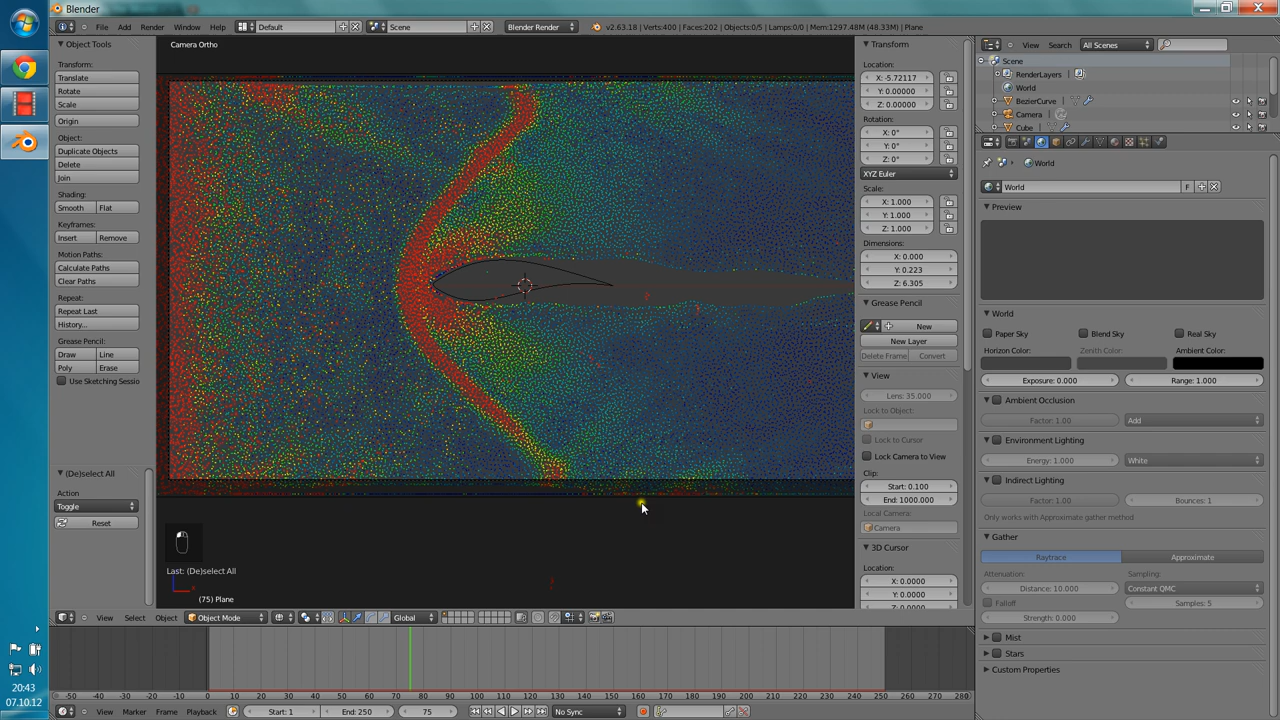 Blender
File Add Render Window Help
Default
Scene
Blender Render
v2.63.18 | Verts:400 | Faces:202 | Objects:0/5 | Lamps:0/0 | Mem:1297.48M (48.33M) | Plane
Object Tools
Transform:
Translate
Rotate
Scale
Origin
Object:
Duplicate Objects
Delete
Join
Shading:
Smooth Flat
Keyframes:
Insert Remove
Motion Paths:
Calculate Paths
Clear Paths
Repeat:
Repeat Last
History...
Grease Pencil:
Draw Line
Poly Erase
Use Sketching Sessio
(De)select All
Action
Toggle
Reset
Camera Ortho
Last: (De)select All
(75) Plane
Transform
Location:
X: -5.72117
Y: 0.00000
Z: 0.00000
Rotation:
X: 0°
Y: 0°
Z: 0°
XYZ Euler
Scale:
X: 1.000
Y: 1.000
Z: 1.000
Dimensions:
X: 0.000
Y: 0.223
Z: 6.305
Grease Pencil
New
New Layer
Delete Frame Convert
View
Lens: 35.000
Lock to Object:
Lock to Cursor
Lock Camera to View
Clip:
Start: 0.100
End: 1000.000
Local Camera:
Camera
3D Cursor
Location:
X: 0.0000
Y: 0.0000
Z: 0.0000
View Search All Scenes
Scene
RenderLayers
World
BezierCurve
Camera
Cube
World
World F
Preview
World
Paper Sky Blend Sky Real Sky
Horizon Color: Zenith Color: Ambient Color:
Exposure: 0.000 Range: 1.000
Ambient Occlusion
Factor: 1.00 Add
Environment Lighting
Energy: 1.000 White
Indirect Lighting
Factor: 1.00 Bounces: 1
Only works with Approximate gather method
Gather
Raytrace Approximate
Attenuation: Sampling:
Distance: 10.000 Constant QMC
Falloff Samples: 5
Strength: 0.000
Mist
Stars
Custom Properties
View Select Object Object Mode Global
-50 -40 -30 -20 -10 0 10 20 30 40 50 60 70 80 90 100 110 120 130 140 150 160 170 180 190 200 210 220 230 240 250 260 270 280
View Marker Frame Playback Start: 1 End: 250 75 No Sync
20:43
07.10.12